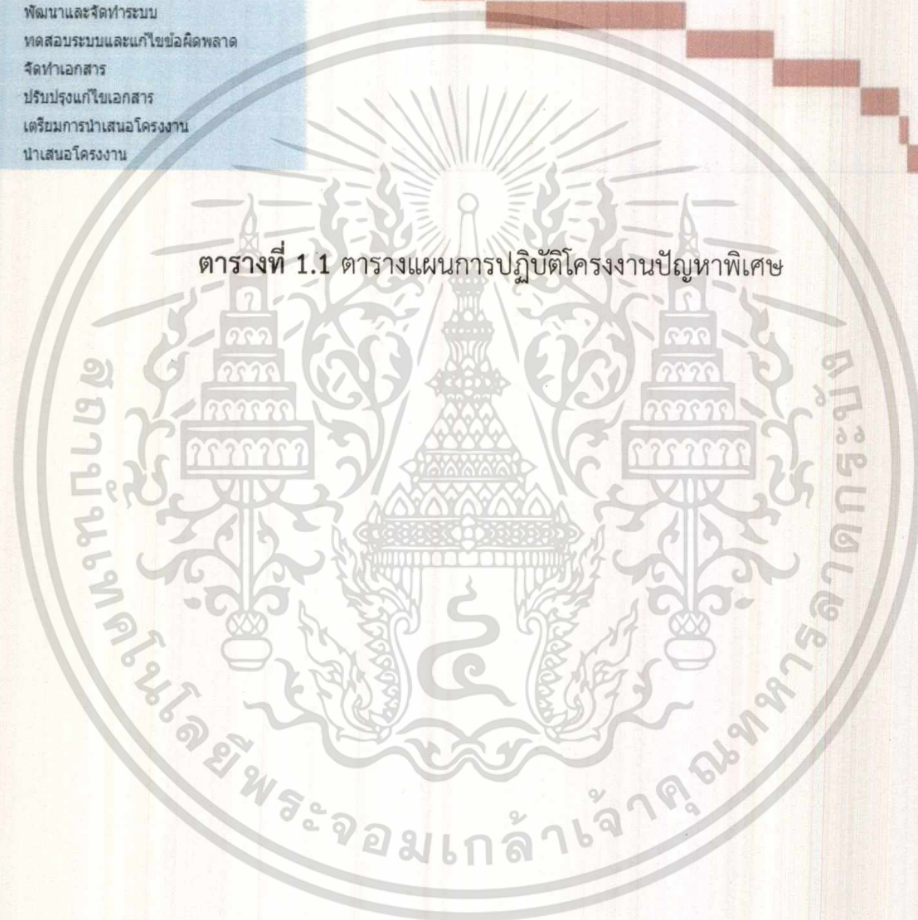 พัฒนาและจัดทำระบบ
ทดสอบระบบและแก้ไขข้อผิดพลาด
จัดทำเอกสาร
ปรับปรุงแก้ไขเอกสาร
เตรียมการนำเสนอโครงงาน
นำเสนอโครงงาน
ตารางที่ 1.1 ตารางแผนการปฏิบัติโครงงานปัญหาพิเศษ
สถาบันเทคโนโลยีพระจอมเกล้าเจ้าคุณทหารลาดกระบัง